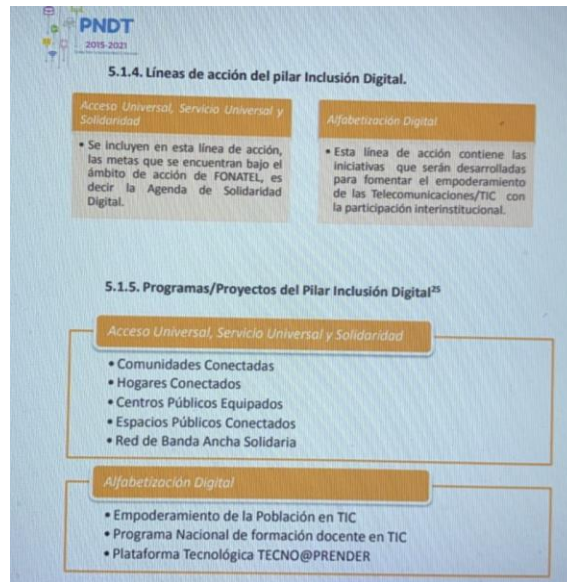 PNDT
2015-2021
5.1.4. Líneas de acción del pilar Inclusión Digital.
Acceso Universal, Servicio Universal y
Solidaridad
• Se incluyen en esta línea de acción,
las metas que se encuentran bajo el
ámbito de acción de FONATEL, es
decir la Agenda de Solidaridad
Digital.
Alfabetización Digital
• Esta línea de acción contiene las
iniciativas que serán desarrolladas
para fomentar el empoderamiento
de las Telecomunicaciones/TIC con
la participación interinstitucional.
5.1.5. Programas/Proyectos del Pilar Inclusión Digital²⁵
Acceso Universal, Servicio Universal y Solidaridad
• Comunidades Conectadas
• Hogares Conectados
• Centros Públicos Equipados
• Espacios Públicos Conectados
• Red de Banda Ancha Solidaria
Alfabetización Digital
• Empoderamiento de la Población en TIC
• Programa Nacional de formación docente en TIC
• Plataforma Tecnológica TECNO@PRENDER